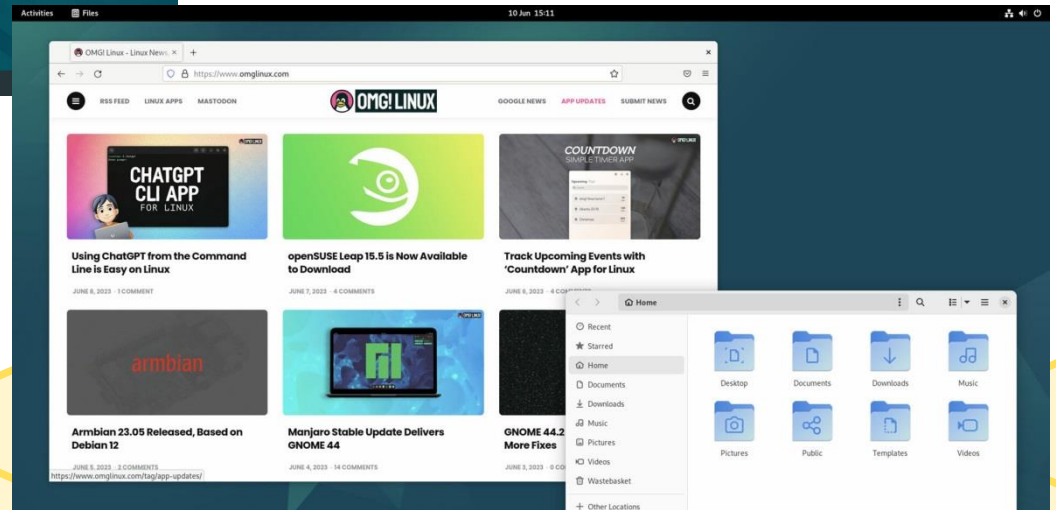 Activities
Files
10 Jun 15:11
OMG! Linux - Linux News,
https://www.omglinux.com
RSS FEED
LINUX APPS
MASTODON
OMG! LINUX
GOOGLE NEWS
APP UPDATES
SUBMIT NEWS
CHATGPT
CLI APP
FOR LINUX
COUNTDOWN
SIMPLE TIMER APP
Using ChatGPT from the Command
Line is Easy on Linux
JUNE 8, 2023 · 1 COMMENT
openSUSE Leap 15.5 is Now Available
to Download
JUNE 7, 2023 · 4 COMMENTS
Track Upcoming Events with
‘Countdown’ App for Linux
JUNE 6, 2023
armbian
Armbian 23.05 Released, Based on
Debian 12
JUNE 5, 2023 · 2 COMMENTS
Manjaro Stable Update Delivers
GNOME 44
JUNE 4, 2023 · 14 COMMENTS
GNOME 44.2
More Fixes
JUNE 3, 2023
https://www.omglinux.com/tag/app-updates/
Home
Recent
Starred
Home
Documents
Downloads
Music
Pictures
Videos
Wastebasket
Other Locations
Desktop
Documents
Downloads
Music
Pictures
Public
Templates
Videos